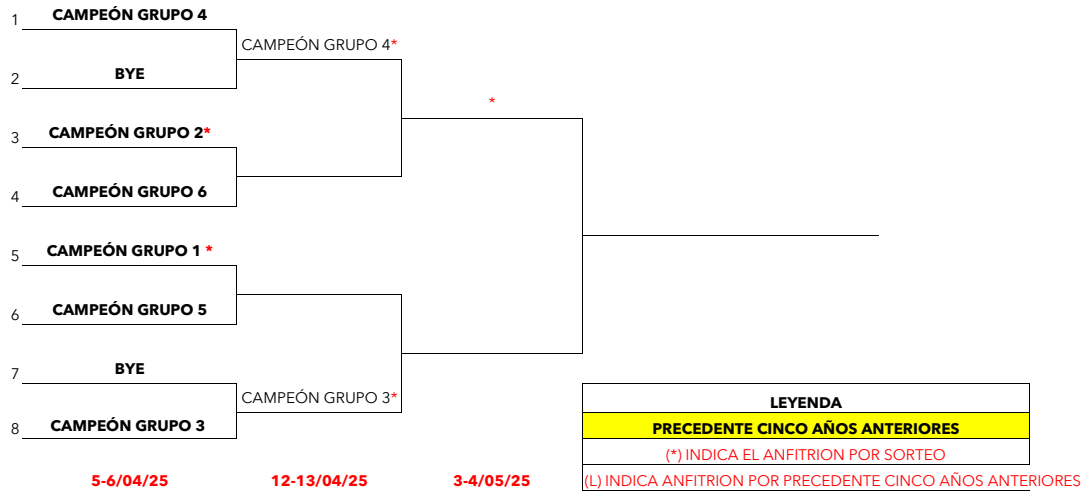 1 CAMPEÓN GRUPO 4
CAMPEÓN GRUPO 4*
2 BYE
*
3 CAMPEÓN GRUPO 2*
4 CAMPEÓN GRUPO 6
5 CAMPEÓN GRUPO 1 *
6 CAMPEÓN GRUPO 5
7 BYE
CAMPEÓN GRUPO 3*
8 CAMPEÓN GRUPO 3
LEYENDA
PRECEDENTE CINCO AÑOS ANTERIORES
(*) INDICA EL ANFITRION POR SORTEO
(L) INDICA ANFITRION POR PRECEDENTE CINCO AÑOS ANTERIORES
5-6/04/25 12-13/04/25 3-4/05/25